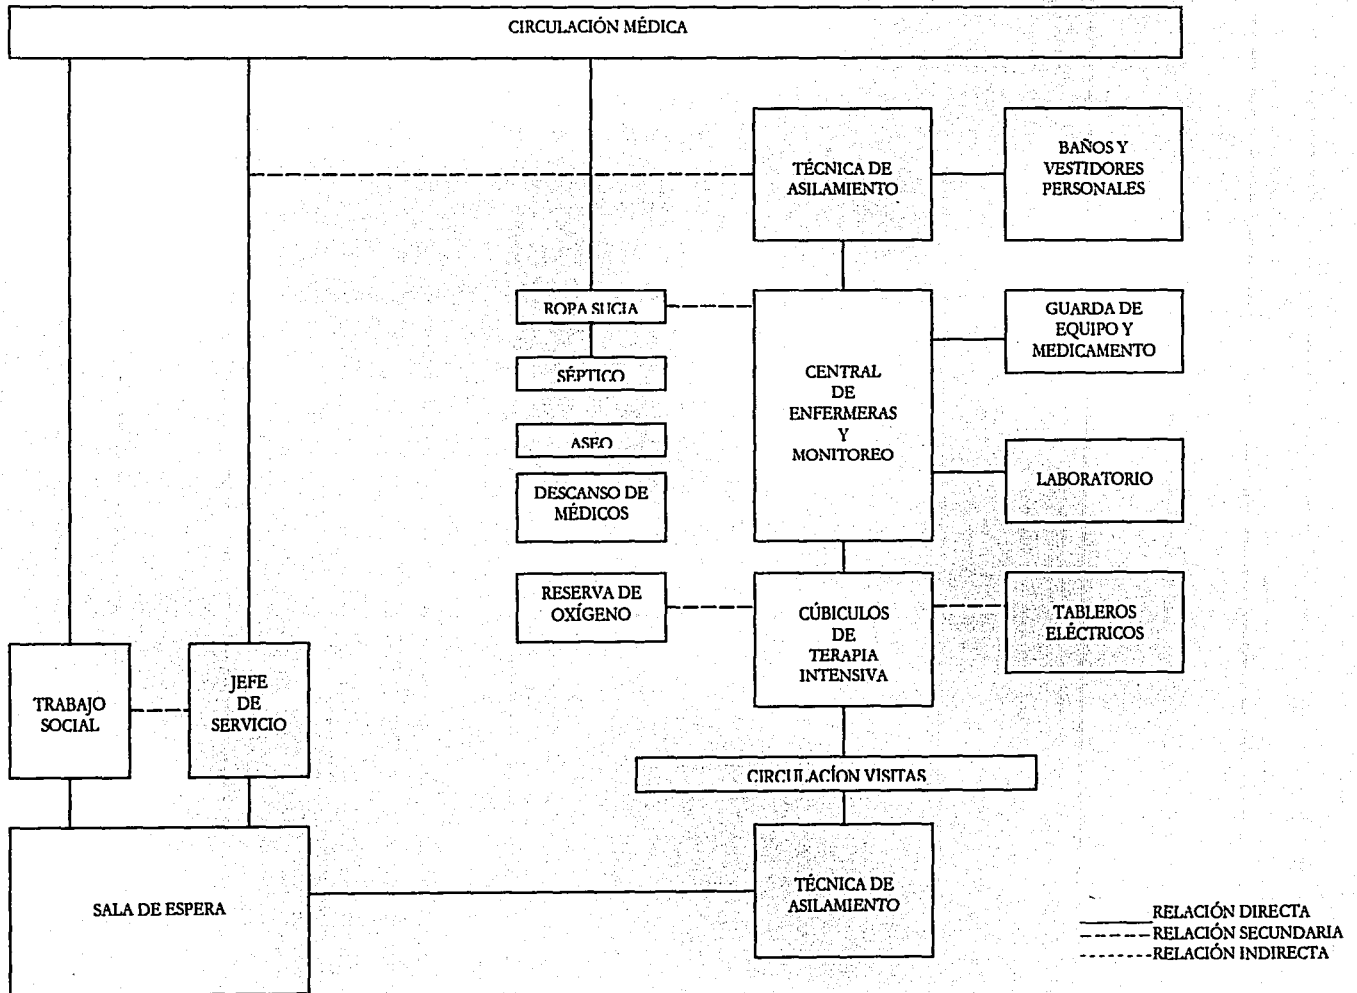 CIRCULACIÓN MÉDICA
TÉCNICA DE
ASILAMIENTO
BAÑOS Y
VESTIDORES
PERSONALES
ROPA SUCIA
SÉPTICO
ASEO
DESCANSO DE
MÉDICOS
RESERVA DE
OXÍGENO
CENTRAL
DE
ENFERMERAS
Y
MONITOREO
GUARDA DE
EQUIPO Y
MEDICAMENTO
LABORATORIO
CÚBICULOS
DE
TERAPIA
INTENSIVA
TABLEROS
ELÉCTRICOS
TRABAJO
SOCIAL
JEFE
DE
SERVICIO
CIRCULACÍON VISITAS
SALA DE ESPERA
TÉCNICA DE
ASILAMIENTO
RELACIÓN DIRECTA
RELACIÓN SECUNDARIA
RELACIÓN INDIRECTA